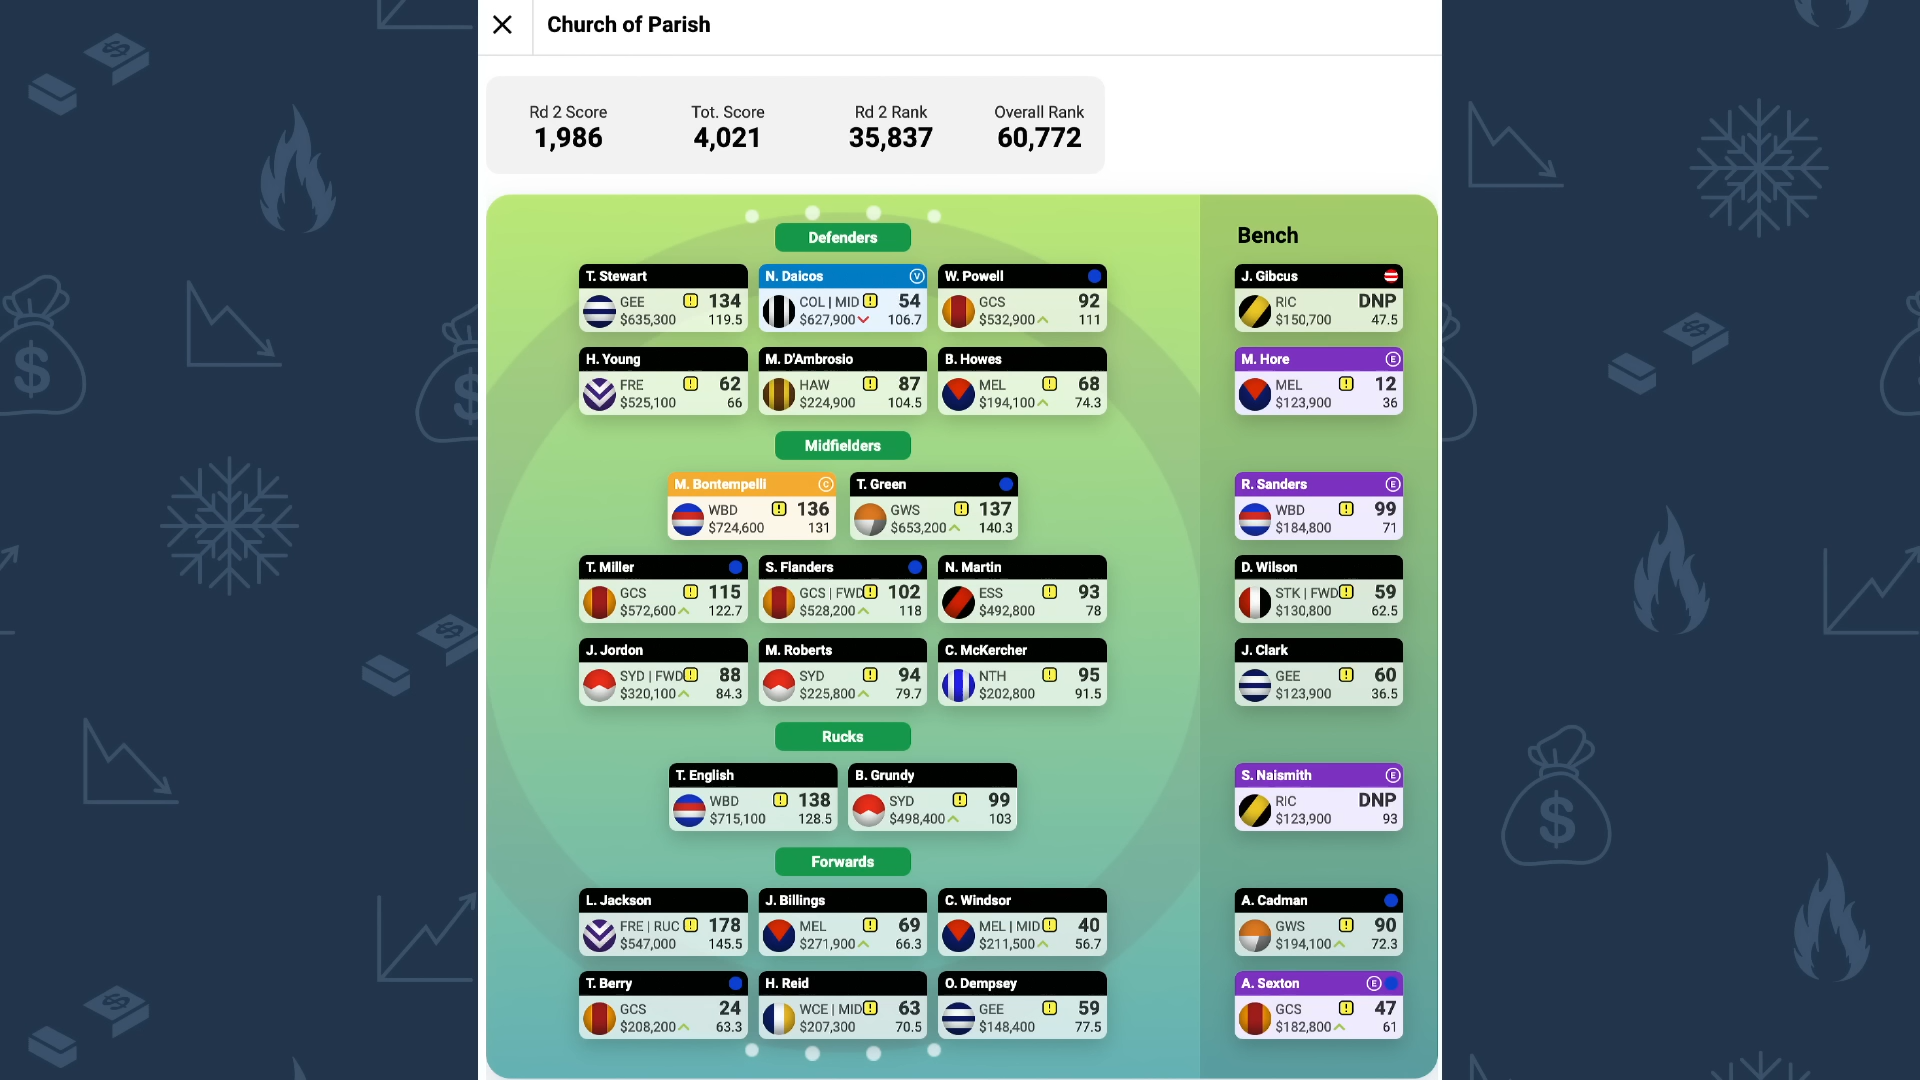 Church of Parish
Rd 2 Score Tot. Score Rd 2 Rank Overall Rank
1,986 4,021 35,837 60,772
Defenders
Bench
T. Stewart
GEE ! 134
$635,300 119.5
N. Daicos V
COL | MID ! 54
$627,900 106.7
W. Powell
GCS 92
$532,900 111
J. Gibcus
RIC DNP
$150,700 47.5
H. Young
FRE ! 62
$525,100 66
M. D'Ambrosio
HAW ! 87
$224,900 104.5
B. Howes
MEL ! 68
$194,100 74.3
M. Hore E
MEL ! 12
$123,900 36
Midfielders
M. Bontempelli C
WBD ! 136
$724,600 131
T. Green
GWS ! 137
$653,200 140.3
R. Sanders E
WBD ! 99
$184,800 71
T. Miller
GCS ! 115
$572,600 122.7
S. Flanders
GCS | FWD ! 102
$528,200 118
N. Martin
ESS ! 93
$492,800 78
D. Wilson
STK | FWD ! 59
$130,800 62.5
J. Jordon
SYD | FWD ! 88
$320,100 84.3
M. Roberts
SYD ! 94
$225,800 79.7
C. McKercher
NTH ! 95
$202,800 91.5
J. Clark
GEE ! 60
$123,900 36.5
Rucks
T. English
WBD ! 138
$715,100 128.5
B. Grundy
SYD ! 99
$498,400 103
S. Naismith E
RIC DNP
$123,900 93
Forwards
L. Jackson
FRE | RUC ! 178
$547,000 145.5
J. Billings
MEL ! 69
$271,900 66.3
C. Windsor
MEL | MID ! 40
$211,500 56.7
A. Cadman
GWS ! 90
$194,100 72.3
T. Berry
GCS 24
$208,200 63.3
H. Reid
WCE | MID ! 63
$207,300 70.5
O. Dempsey
GEE ! 59
$148,400 77.5
A. Sexton E
GCS ! 47
$182,800 61